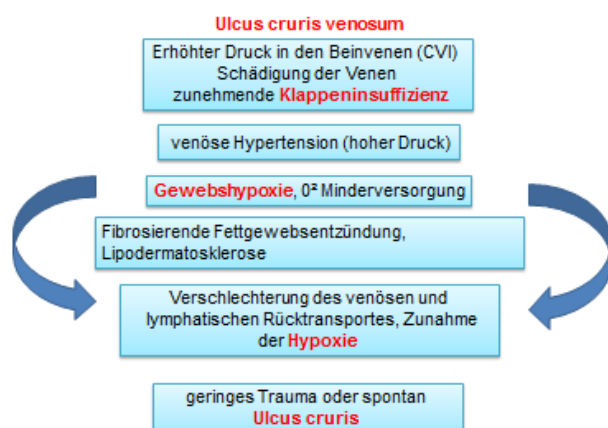 Ulcus cruris venosum
Erhöhter Druck in den Beinvenen (CVI)
Schädigung der Venen
zunehmende Klappeninsuffizienz
venöse Hypertension (hoher Druck)
Gewebshypoxie, 0² Minderversorgung
Fibrosierende Fettgewebsentzündung,
Lipodermatosklerose
Verschlechterung des venösen und
lymphatischen Rücktransportes, Zunahme
der Hypoxie
geringes Trauma oder spontan
Ulcus cruris